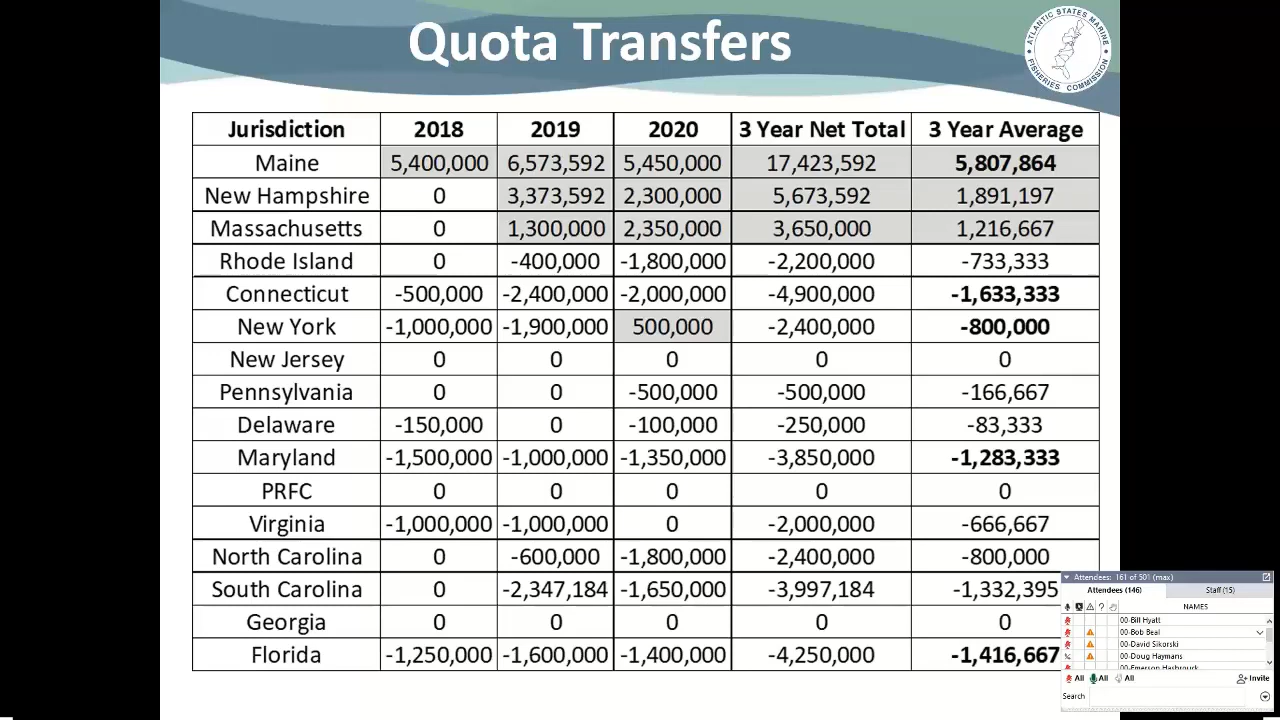 Quota Transfers
ATLANTIC STATES MARINE
FISHERIES COMMISSION
Jurisdiction 2018 2019 2020 3 Year Net Total 3 Year Average
Maine 5,400,000 6,573,592 5,450,000 17,423,592 5,807,864
New Hampshire 0 3,373,592 2,300,000 5,673,592 1,891,197
Massachusetts 0 1,300,000 2,350,000 3,650,000 1,216,667
Rhode Island 0 -400,000 -1,800,000 -2,200,000 -733,333
Connecticut -500,000 -2,400,000 -2,000,000 -4,900,000 -1,633,333
New York -1,000,000 -1,900,000 500,000 -2,400,000 -800,000
New Jersey 0 0 0 0 0
Pennsylvania 0 0 -500,000 -500,000 -166,667
Delaware -150,000 0 -100,000 -250,000 -83,333
Maryland -1,500,000 -1,000,000 -1,350,000 -3,850,000 -1,283,333
PRFC 0 0 0 0 0
Virginia -1,000,000 -1,000,000 0 -2,000,000 -666,667
North Carolina 0 -600,000 -1,800,000 -2,400,000 -800,000
South Carolina 0 -2,347,184 -1,650,000 -3,997,184 -1,332,395
Georgia 0 0 0 0 0
Florida -1,250,000 -1,600,000 -1,400,000 -4,250,000 -1,416,667
Attendees: 161 of 501 (max)
Attendees (146) Staff (15)
NAMES
00-Bill Hyatt
00-Bob Beal
00-David Sikorski
00-Doug Haymans
00-Emerson Hasbrouck
All All All Invite
Search